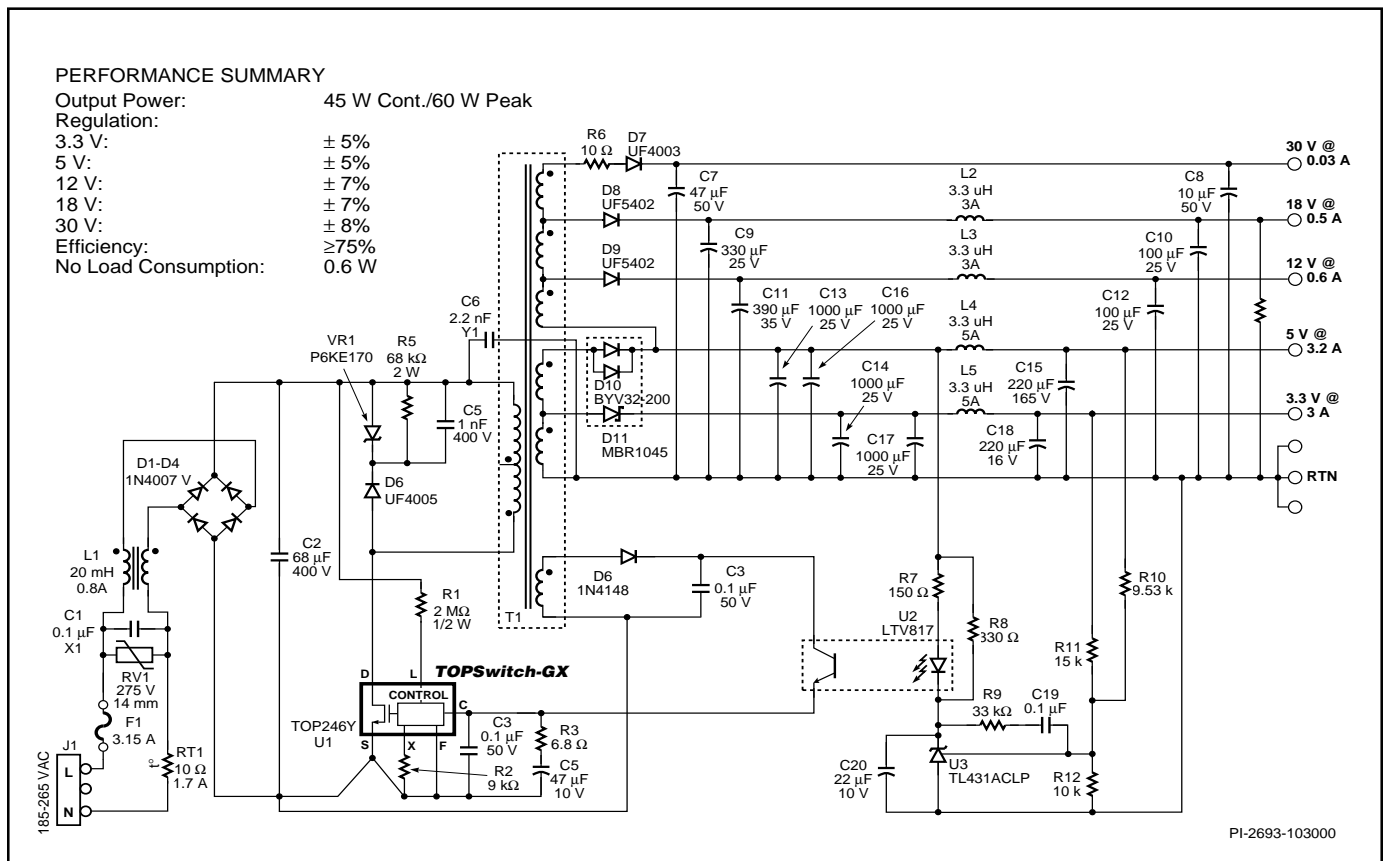 PERFORMANCE SUMMARY
Output Power: 45 W Cont./60 W Peak
Regulation:
3.3 V: ± 5%
5 V: ± 5%
12 V: ± 7%
18 V: ± 7%
30 V: ± 8%
Efficiency: ≥75%
No Load Consumption: 0.6 W
R6
10 Ω
D7
UF4003
30 V @
0.03 A
C7
47 µF
50 V
L2
3.3 uH
3A
C8
10 µF
50 V
D8
UF5402
18 V @
0.5 A
C9
330 µF
25 V
L3
3.3 uH
3A
C10
100 µF
25 V
D9
UF5402
12 V @
0.6 A
C6
2.2 nF
Y1
C11
390 µF
35 V
C13
1000 µF
25 V
C16
1000 µF
25 V
L4
3.3 uH
5A
C12
100 µF
25 V
5 V @
3.2 A
VR1
P6KE170
R5
68 kΩ
2 W
D10
BYV32-200
C14
1000 µF
25 V
L5
3.3 uH
5A
C15
220 µF
165 V
3.3 V @
3 A
C5
1 nF
400 V
D11
MBR1045
C17
1000 µF
25 V
C18
220 µF
16 V
RTN
D1-D4
1N4007 V
D6
UF4005
L1
20 mH
0.8A
C2
68 µF
400 V
D6
1N4148
C3
0.1 µF
50 V
R7
150 Ω
R10
9.53 k
R1
2 MΩ
1/2 W
T1
C1
0.1 µF
X1
U2
LTV817
R8
330 Ω
R11
15 k
RV1
275 V
14 mm
TOPSwitch-GX
D
L
CONTROL
C
TOP246Y
U1
S
X
F
C3
0.1 µF
50 V
R3
6.8 Ω
R9
33 kΩ
C19
0.1 µF
F1
3.15 A
J1
L
N
185-265 VAC
RT1
10 Ω
1.7 A
t°
R2
9 kΩ
C5
47 µF
10 V
C20
22 µF
10 V
U3
TL431ACLP
R12
10 k
PI-2693-103000